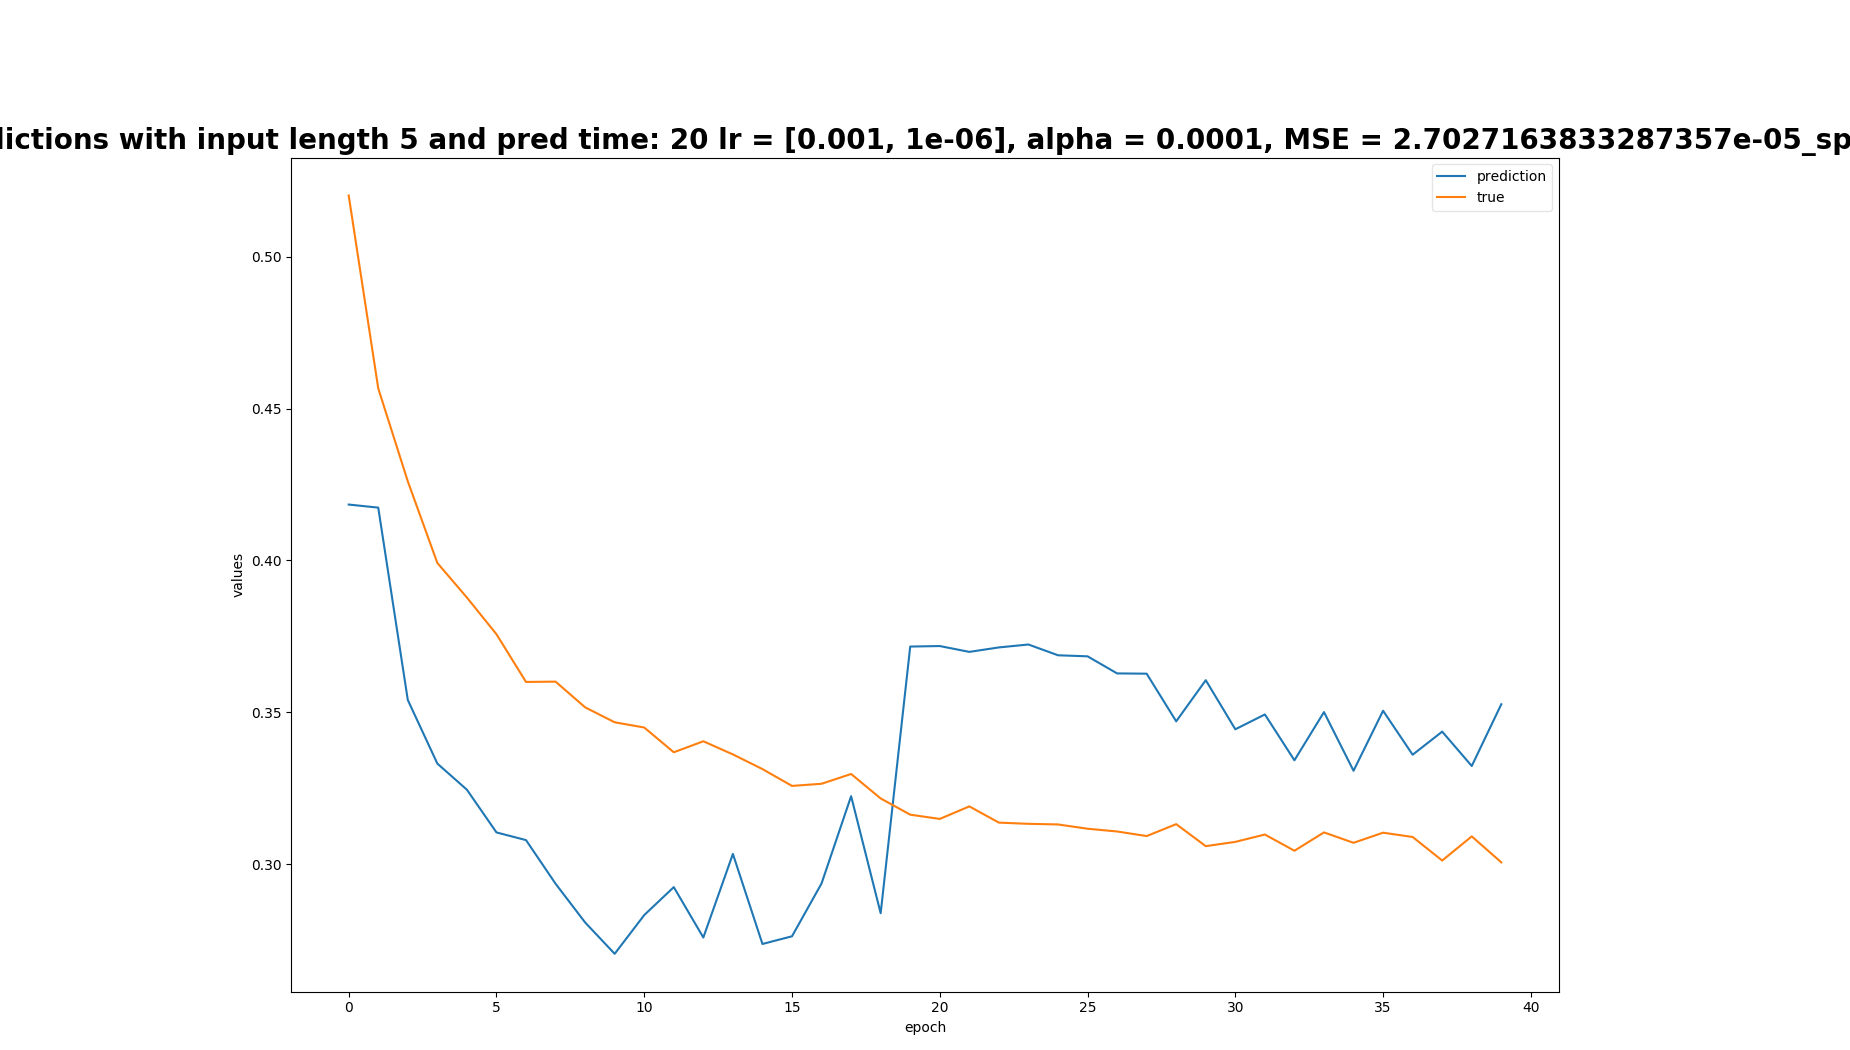 with input length 5 and pred time: 20 lr = [0.001, 1e-06], alpha = 0.0001, MSE = 2.7027163833287357e-05_sp
prediction
true
0.50
0.45
0.40
0.35
0.30
values
0 5 10 15 20 25 30 35 40
epoch